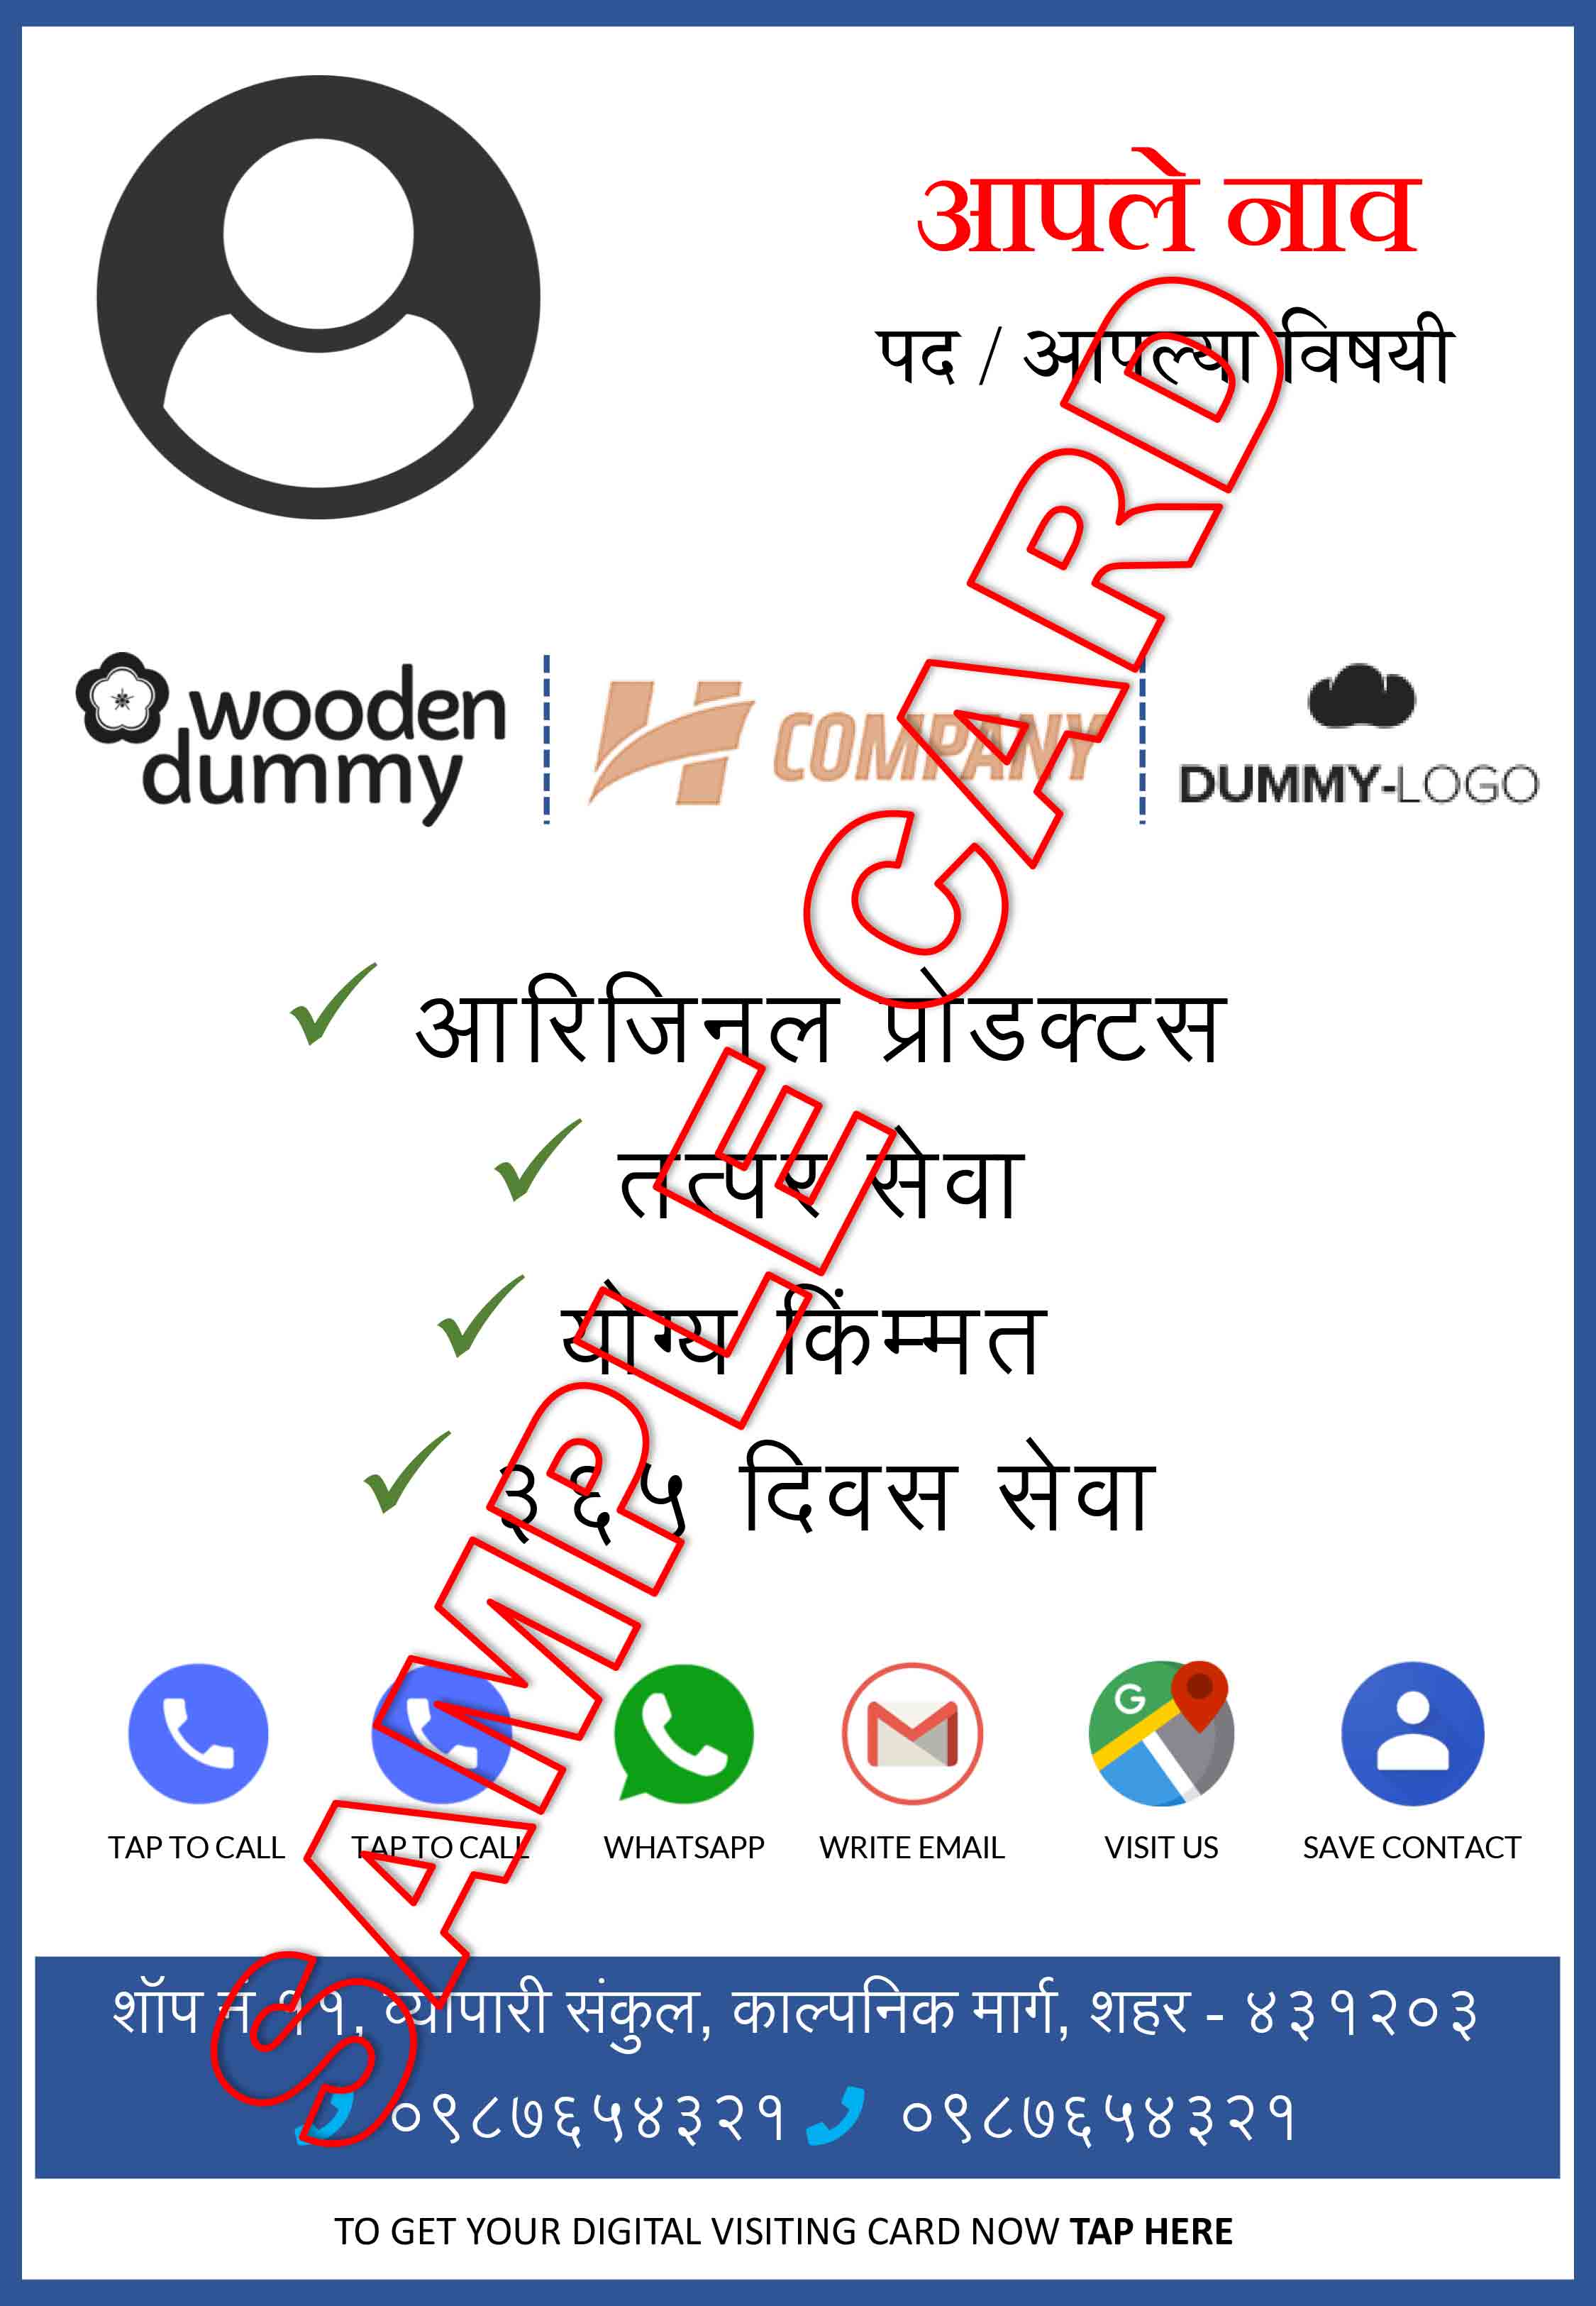 आपले नाव
पद / आपल्या विषयी
wooden
dummy
COMPANY
DUMMY-LOGO
आरिजिनल प्रोडक्टस
तत्पर सेवा
योग्य किंम्मत
३६५ दिवस सेवा
TAP TO CALL TAP TO CALL WHATSAPP WRITE EMAIL VISIT US SAVE CONTACT
शॉप नं ११, व्यापारी संकुल, काल्पनिक मार्ग, शहर - ४३१२०३
०९८७६५४३२१ ०९८७६५४३२१
TO GET YOUR DIGITAL VISITING CARD NOW TAP HERE
SAMPLE CARD